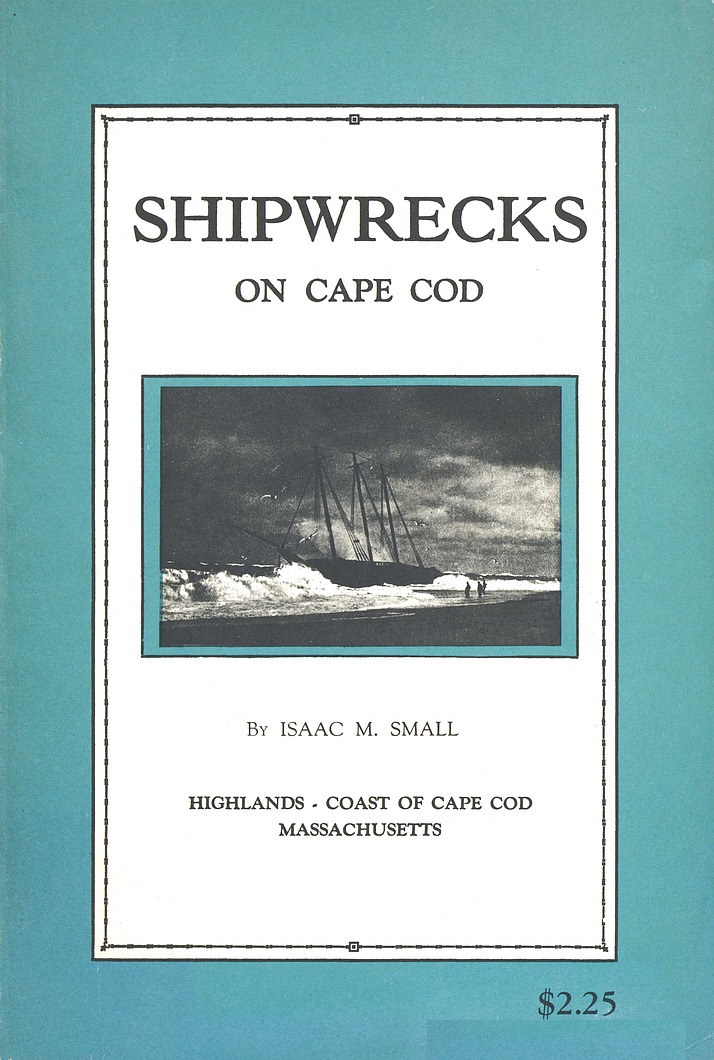 SHIPWRECKS
ON CAPE COD
By ISAAC M. SMALL
HIGHLANDS - COAST OF CAPE COD
MASSACHUSETTS
$2.25